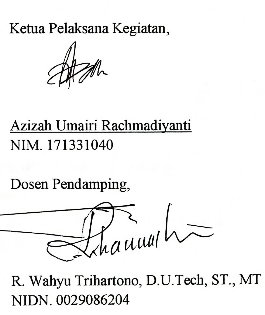 Ketua Pelaksana Kegiatan,
Azizah Umairi Rachmadiyanti
NIM. 171331040
Dosen Pendamping,
R. Wahyu Trihartono, D.U.Tech, ST., MT
NIDN. 0029086204